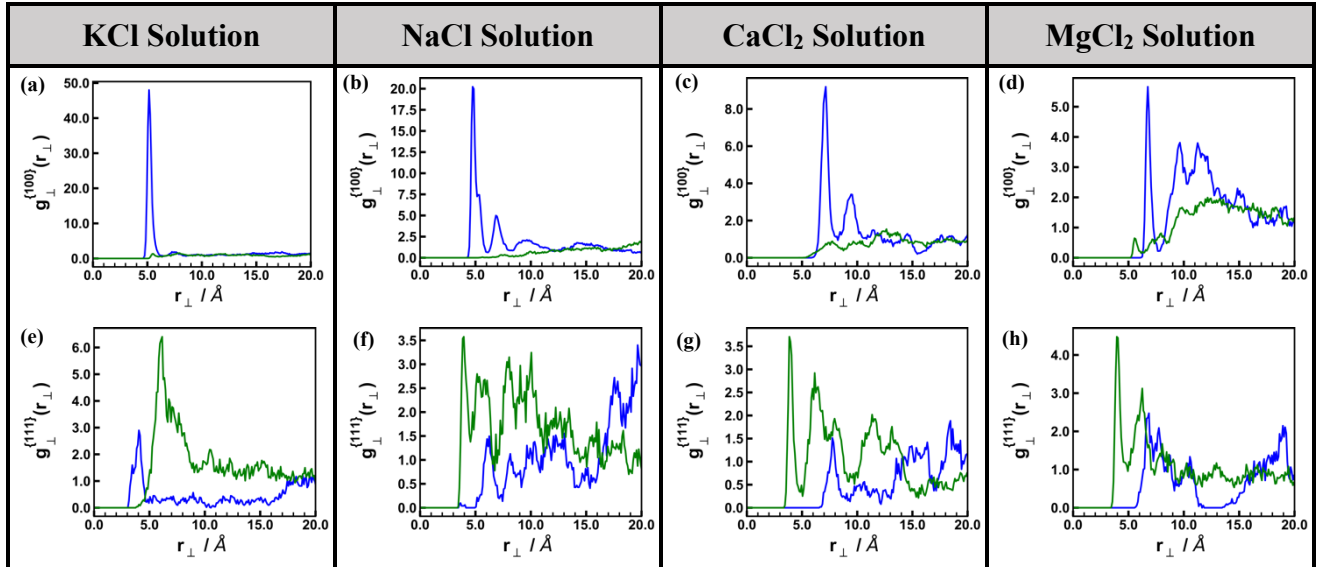 KCl Solution
NaCl Solution
CaCl₂ Solution
MgCl₂ Solution
(a)
50.0
40.0
30.0
20.0
10.0
0.0
g⊥^{100}(r⊥)
0.0 5.0 10.0 15.0 20.0
r⊥ / Å
(b)
20.0
17.5
15.0
12.5
10.0
7.5
5.0
2.5
0.0
g⊥^{100}(r⊥)
0.0 5.0 10.0 15.0 20.0
r⊥ / Å
(c)
8.0
6.0
4.0
2.0
0.0
g⊥^{100}(r⊥)
0.0 5.0 10.0 15.0 20.0
r⊥ / Å
(d)
5.0
4.0
3.0
2.0
1.0
0.0
g⊥^{100}(r⊥)
0.0 5.0 10.0 15.0 20.0
r⊥ / Å
(e)
6.0
5.0
4.0
3.0
2.0
1.0
0.0
g⊥^{111}(r⊥)
0.0 5.0 10.0 15.0 20.0
r⊥ / Å
(f)
3.5
3.0
2.5
2.0
1.5
1.0
0.5
0.0
g⊥^{111}(r⊥)
0.0 5.0 10.0 15.0 20.0
r⊥ / Å
(g)
3.5
3.0
2.5
2.0
1.5
1.0
0.5
0.0
g⊥^{111}(r⊥)
0.0 5.0 10.0 15.0 20.0
r⊥ / Å
(h)
4.0
3.0
2.0
1.0
0.0
g⊥^{111}(r⊥)
0.0 5.0 10.0 15.0 20.0
r⊥ / Å